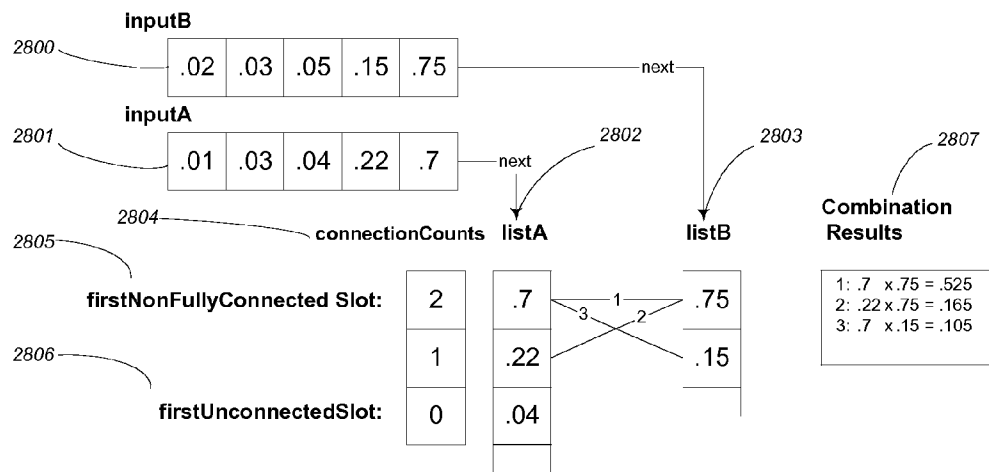 inputB
2800
.02 .03 .05 .15 .75
next
inputA
2801
.01 .03 .04 .22 .7
next
2802
2803
2807
2804
connectionCounts listA listB
Combination
Results
2805
firstNonFullyConnected Slot: 2 .7 1 .75
3 2
1 .22 .15
2806
firstUnconnectedSlot: 0 .04
1: .7 x .75 = .525
2: .22 x .75 = .165
3: .7 x .15 = .105